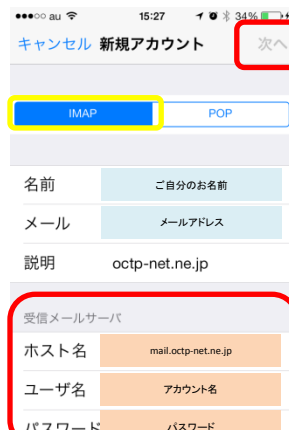 au 15:27 34%
キャンセル 新規アカウント 次へ
IMAP POP
名前 ご自分のお名前
メール メールアドレス
説明 octp-net.ne.jp
受信メールサーバ
ホスト名 mail.octp-net.ne.jp
ユーザ名 アカウント名
パスワード パスワード